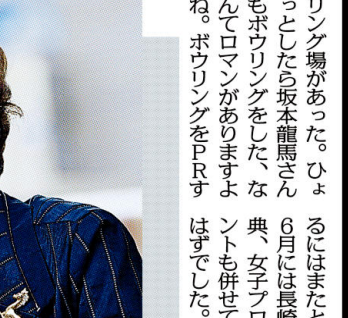 リング場があった。ひょ
っとしたら坂本龍馬さん
もボウリングをした、な
んてロマンがありますよ
ね。ボウリングをＰＲす
るにはまたと
６月には長崎
典、女子プロ
ントも併せて
はずでした。